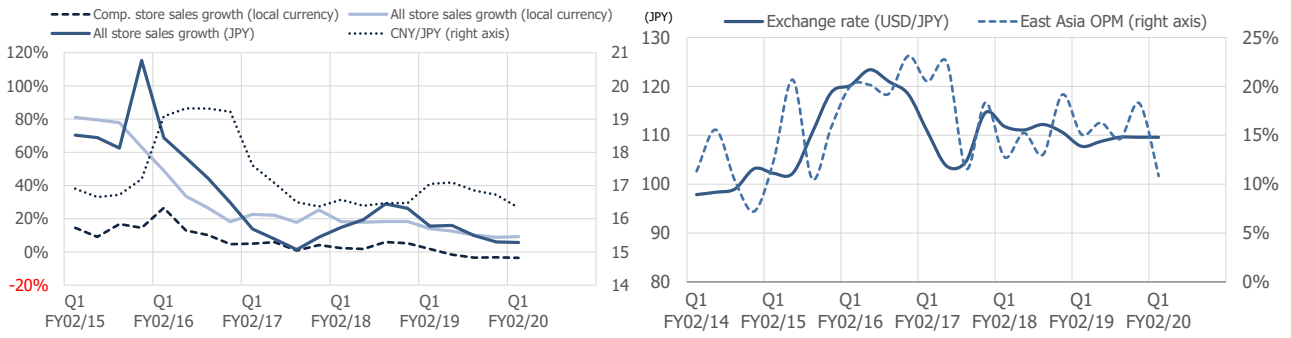 Comp. store sales growth (local currency) All store sales growth (local currency)
All store sales growth (JPY) CNY/JPY (right axis)
120% 21
100% 20
80% 19
60% 18
40% 17
20% 16
0% 15
-20% 14
Q1 Q1 Q1 Q1 Q1 Q1
FY02/15 FY02/16 FY02/17 FY02/18 FY02/19 FY02/20
(JPY) Exchange rate (USD/JPY) East Asia OPM (right axis)
130 25%
120 20%
110 15%
100 10%
90 5%
80 0%
Q1 Q1 Q1 Q1 Q1 Q1 Q1
FY02/14 FY02/15 FY02/16 FY02/17 FY02/18 FY02/19 FY02/20